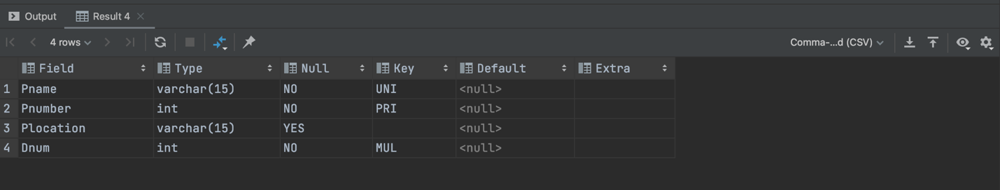 Output Result 4
4 rows Comma-...d (CSV)
Field Type Null Key Default Extra
1 Pname varchar(15) NO UNI <null>
2 Pnumber int NO PRI <null>
3 Plocation varchar(15) YES <null>
4 Dnum int NO MUL <null>